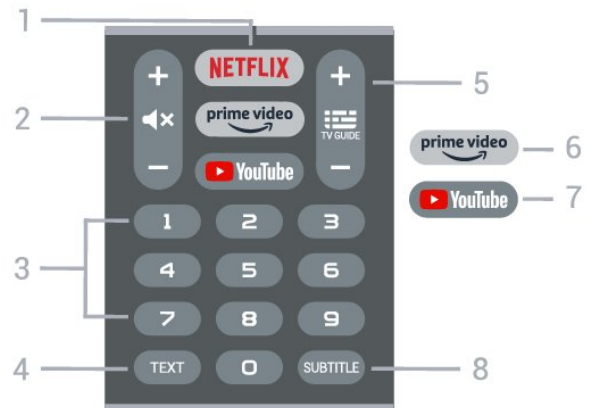 1
+ NETFLIX +
5
2
prime video
TV GUIDE
prime video
6
− YouTube −
YouTube
7
1 2 3
3
4 5 6
7 8 9
4
TEXT 0 SUBTITLE
8